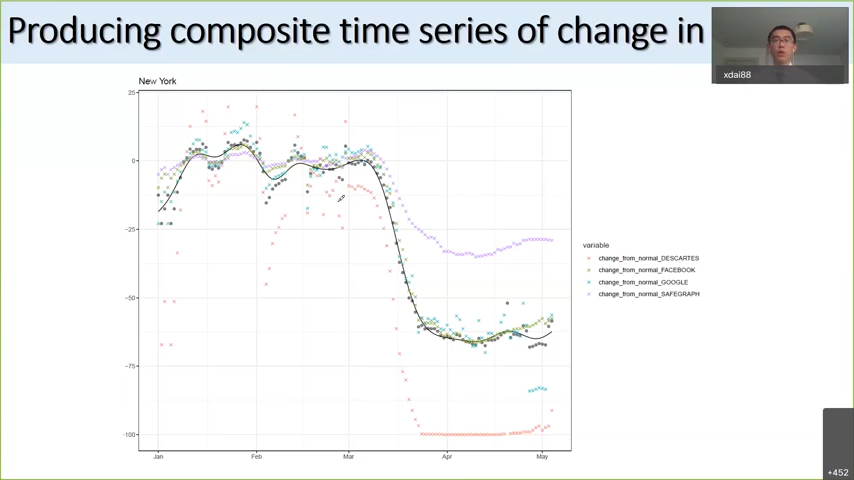 Producing composite time series of change in
xdai88
New York
25
0
-25
-50
-75
-100
Jan Feb Mar Apr May
variable
change_from_normal_DESCARTES
change_from_normal_FACEBOOK
change_from_normal_GOOGLE
change_from_normal_SAFEGRAPH
+452